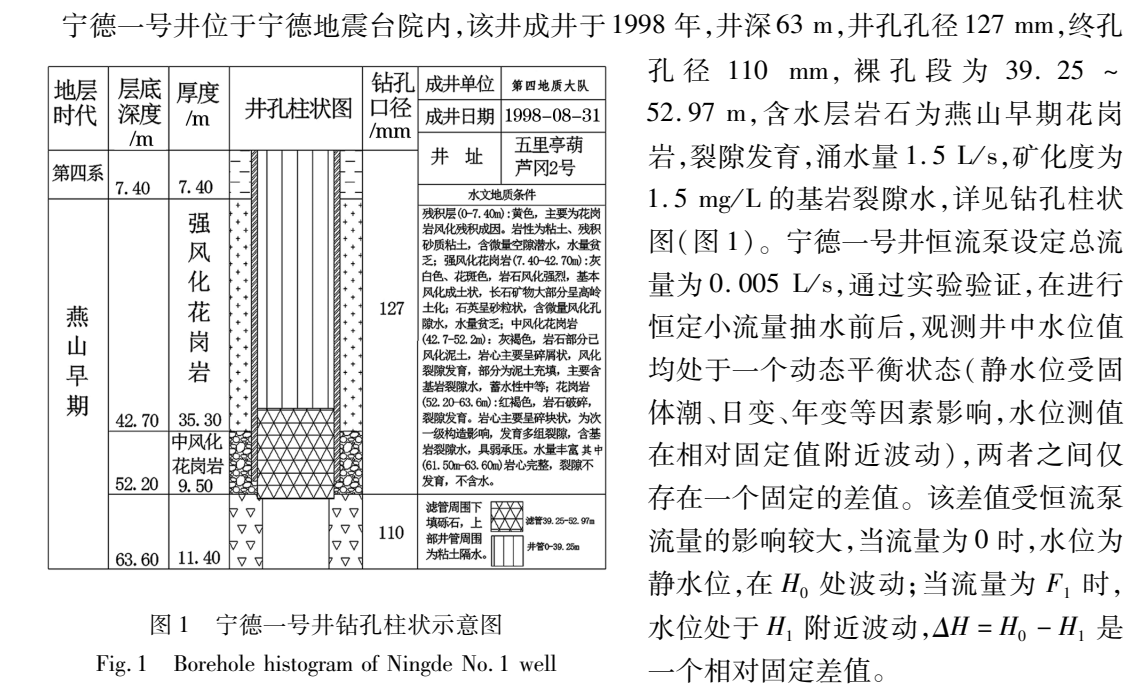 宁德一号井位于宁德地震台院内,该井成井于1998 年,井深63 m,井孔孔径127 mm,终孔
地层时代
层底深度/m
厚度/m
井孔柱状图
钻孔口径/mm
成井单位
第四地质大队
成井日期
1998-08-31
井 址
五里亭葫
芦冈2号
第四系
7.40
7.40
水文地质条件
残积层(0-7.40m):黄色，主要为花岗
岩风化残积成因。岩性为粘土、残积
砂质粘土，含微量空隙潜水，水量贫
乏；强风化花岗岩(7.40-42.70m):灰
白色、花斑色，岩石风化强烈，基本
风化成土状，长石矿物大部分呈高岭
土化；石英呈砂粒状，含微量风化孔
隙水，水量贫乏；中风化花岗岩
(42.7-52.2m)：灰褐色，岩石部分已
风化泥土，岩心主要呈碎屑状，风化
裂隙发育，部分为泥土充填，主要含
基岩裂隙水，蓄水性中等；花岗岩
(52.20-63.6m):红褐色，岩石破碎，
裂隙发育。岩心主要呈碎块状，为次
一级构造影响，发育多组裂隙，含基
岩裂隙水，具弱承压。水量丰富 其中
(61.50m-63.60m)岩心完整，裂隙不
发育，不含水。
燕山早期
强风化花岗岩
127
42.70
35.30
中风化
花岗岩
52.20
9.50
110
63.60
11.40
滤管周围下
填砾石，上
部井管周围
为粘土隔水。
滤管39.25-52.97m
井管0-39.25m
图 1 宁德一号井钻孔柱状示意图
Fig. 1 Borehole histogram of Ningde No. 1 well
孔径 110 mm,裸孔段为 39. 25 ~
52.97 m,含水层岩石为燕山早期花岗
岩,裂隙发育,涌水量 1.5 L/s,矿化度为
1.5 mg/L 的基岩裂隙水,详见钻孔柱状
图(图 1)。宁德一号井恒流泵设定总流
量为 0.005 L/s,通过实验验证,在进行
恒定小流量抽水前后,观测井中水位值
均处于一个动态平衡状态(静水位受固
体潮、日变、年变等因素影响,水位测值
在相对固定值附近波动),两者之间仅
存在一个固定的差值。该差值受恒流泵
流量的影响较大,当流量为 0 时,水位为
静水位,在 H₀ 处波动;当流量为 F₁ 时,
水位处于 H₁ 附近波动,ΔH = H₀ − H₁ 是
一个相对固定差值。